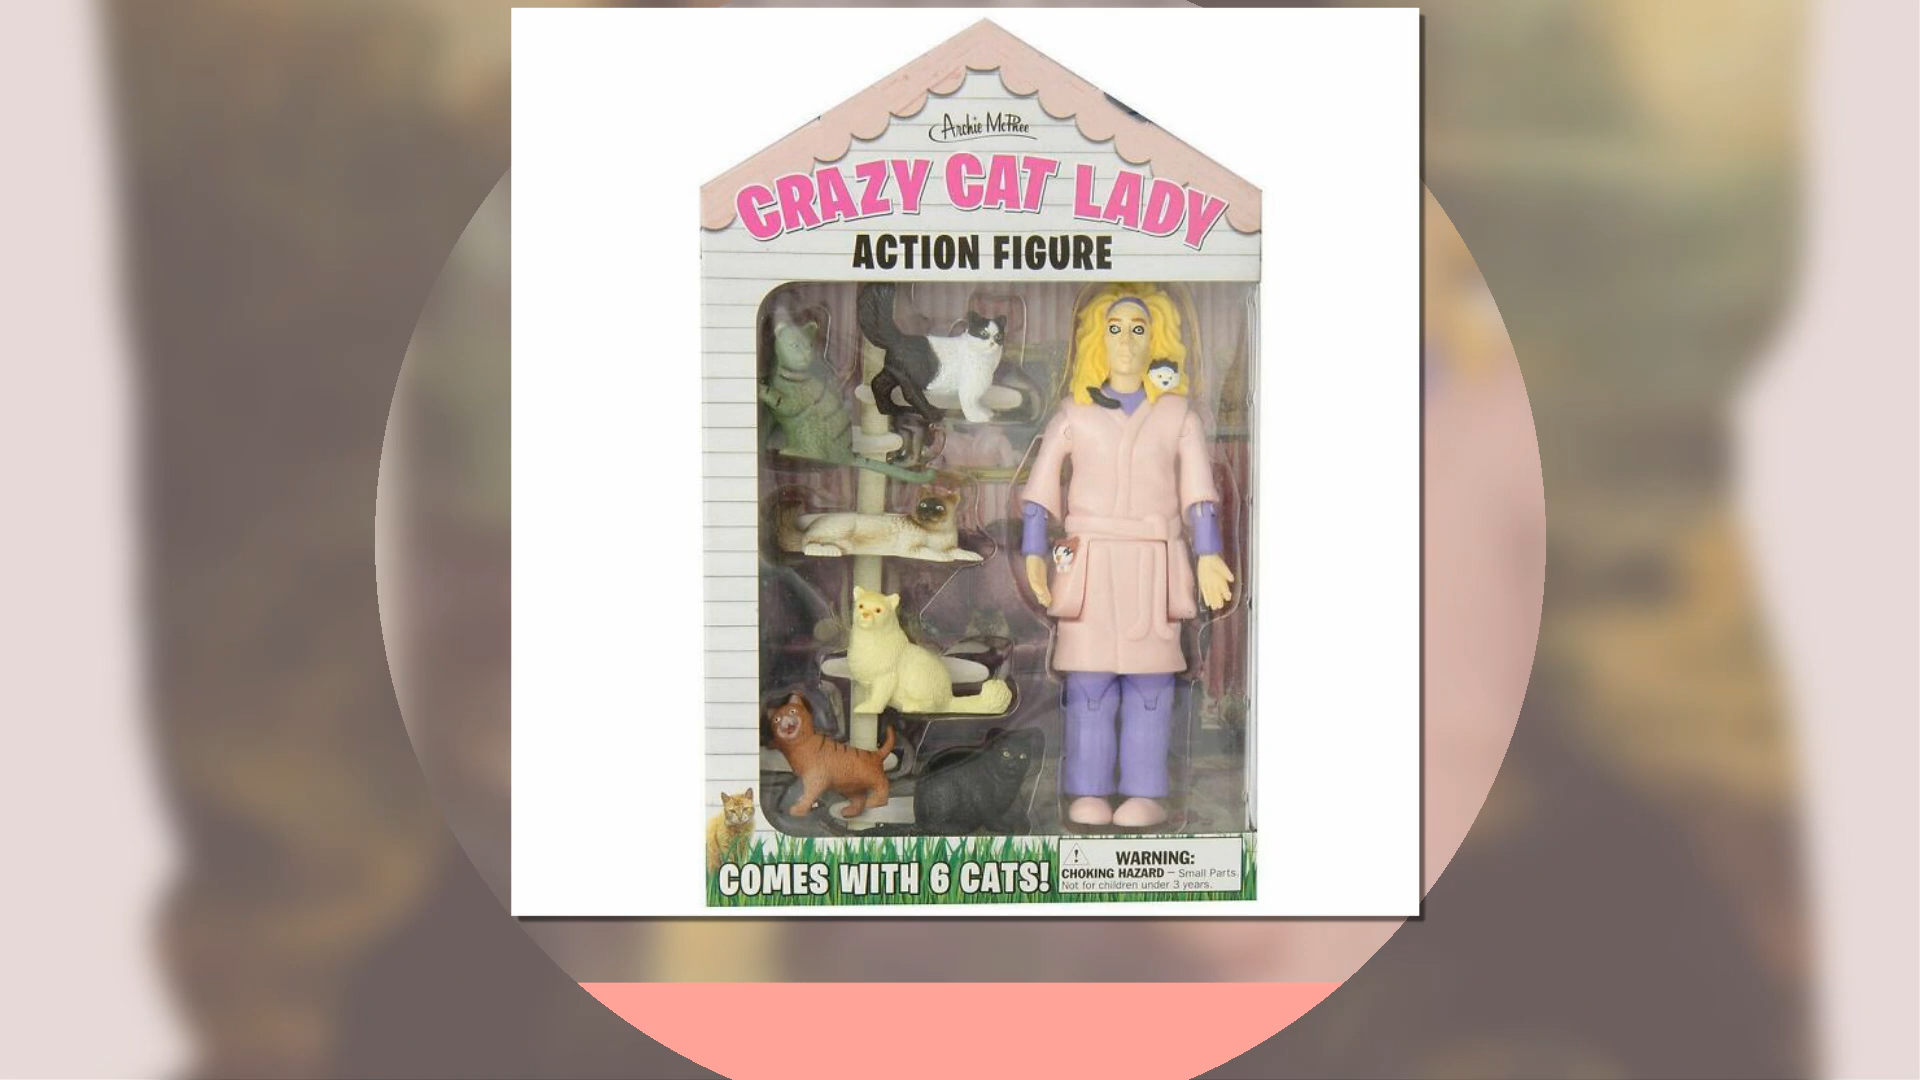 Archie McPhee
CRAZY CAT LADY
ACTION FIGURE
COMES WITH 6 CATS!
WARNING:
CHOKING HAZARD – Small Parts.
Not for children under 3 years.